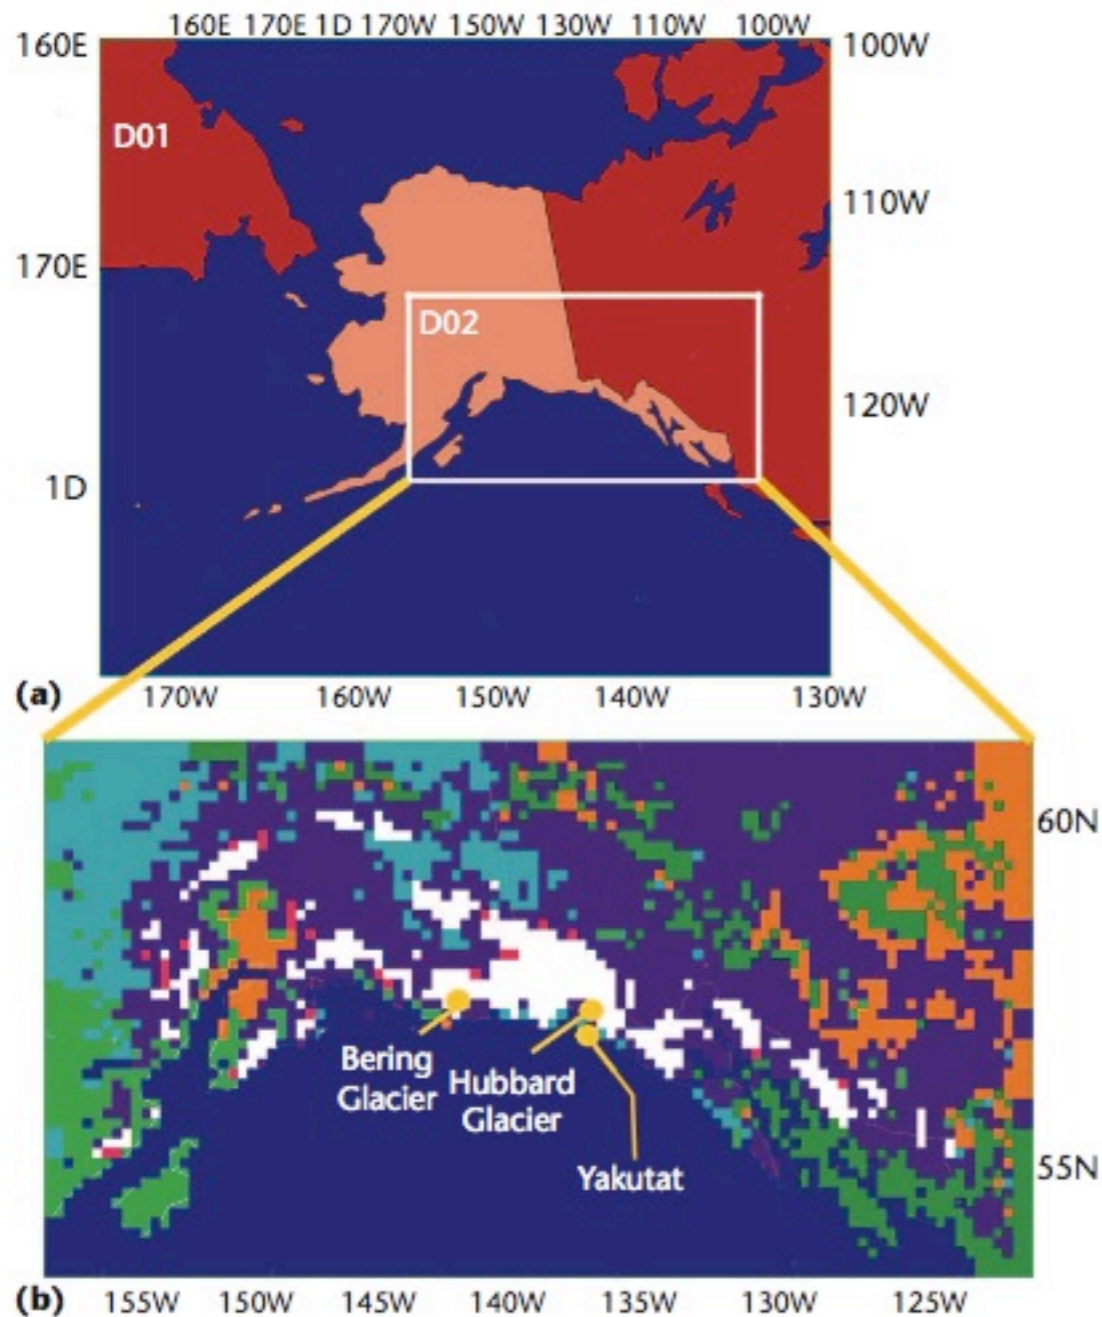 160E 170E 1D 170W 150W 130W 110W 100W
160E
100W
D01
110W
170E
D02
120W
1D
(a)
170W 160W 150W 140W 130W
60N
Bering
Glacier
Hubbard
Glacier
Yakutat
55N
(b)
155W 150W 145W 140W 135W 130W 125W